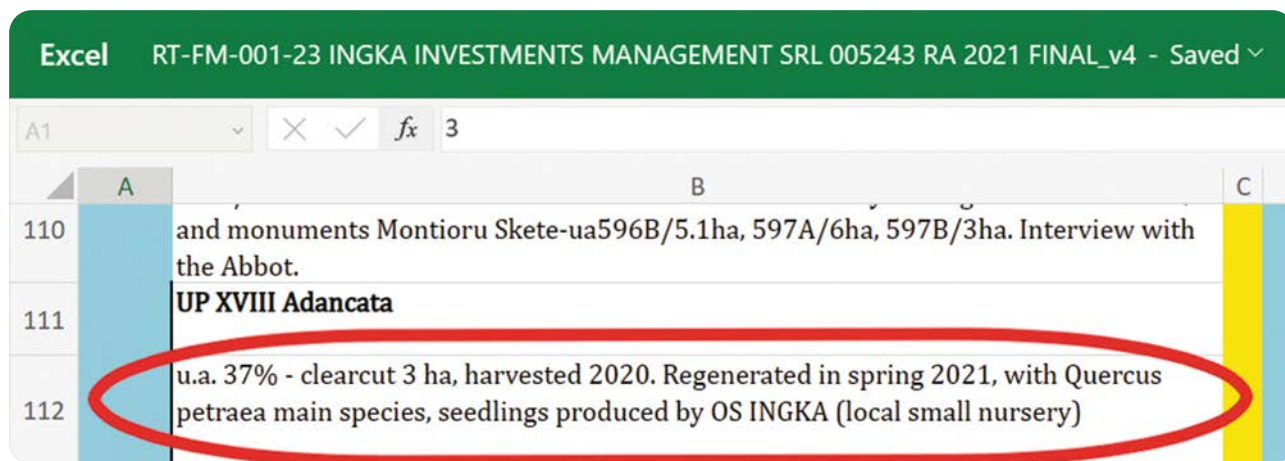 Excel RT-FM-001-23 INGKA INVESTMENTS MANAGEMENT SRL 005243 RA 2021 FINAL_v4 - Saved
A1 fx 3
A B C
110 and monuments Montioru Skete-ua596B/5.1ha, 597A/6ha, 597B/3ha. Interview with
the Abbot.
111 UP XVIII Adancata
u.a. 37% - clearcut 3 ha, harvested 2020. Regenerated in spring 2021, with Quercus
112 petraea main species, seedlings produced by OS INGKA (local small nursery)